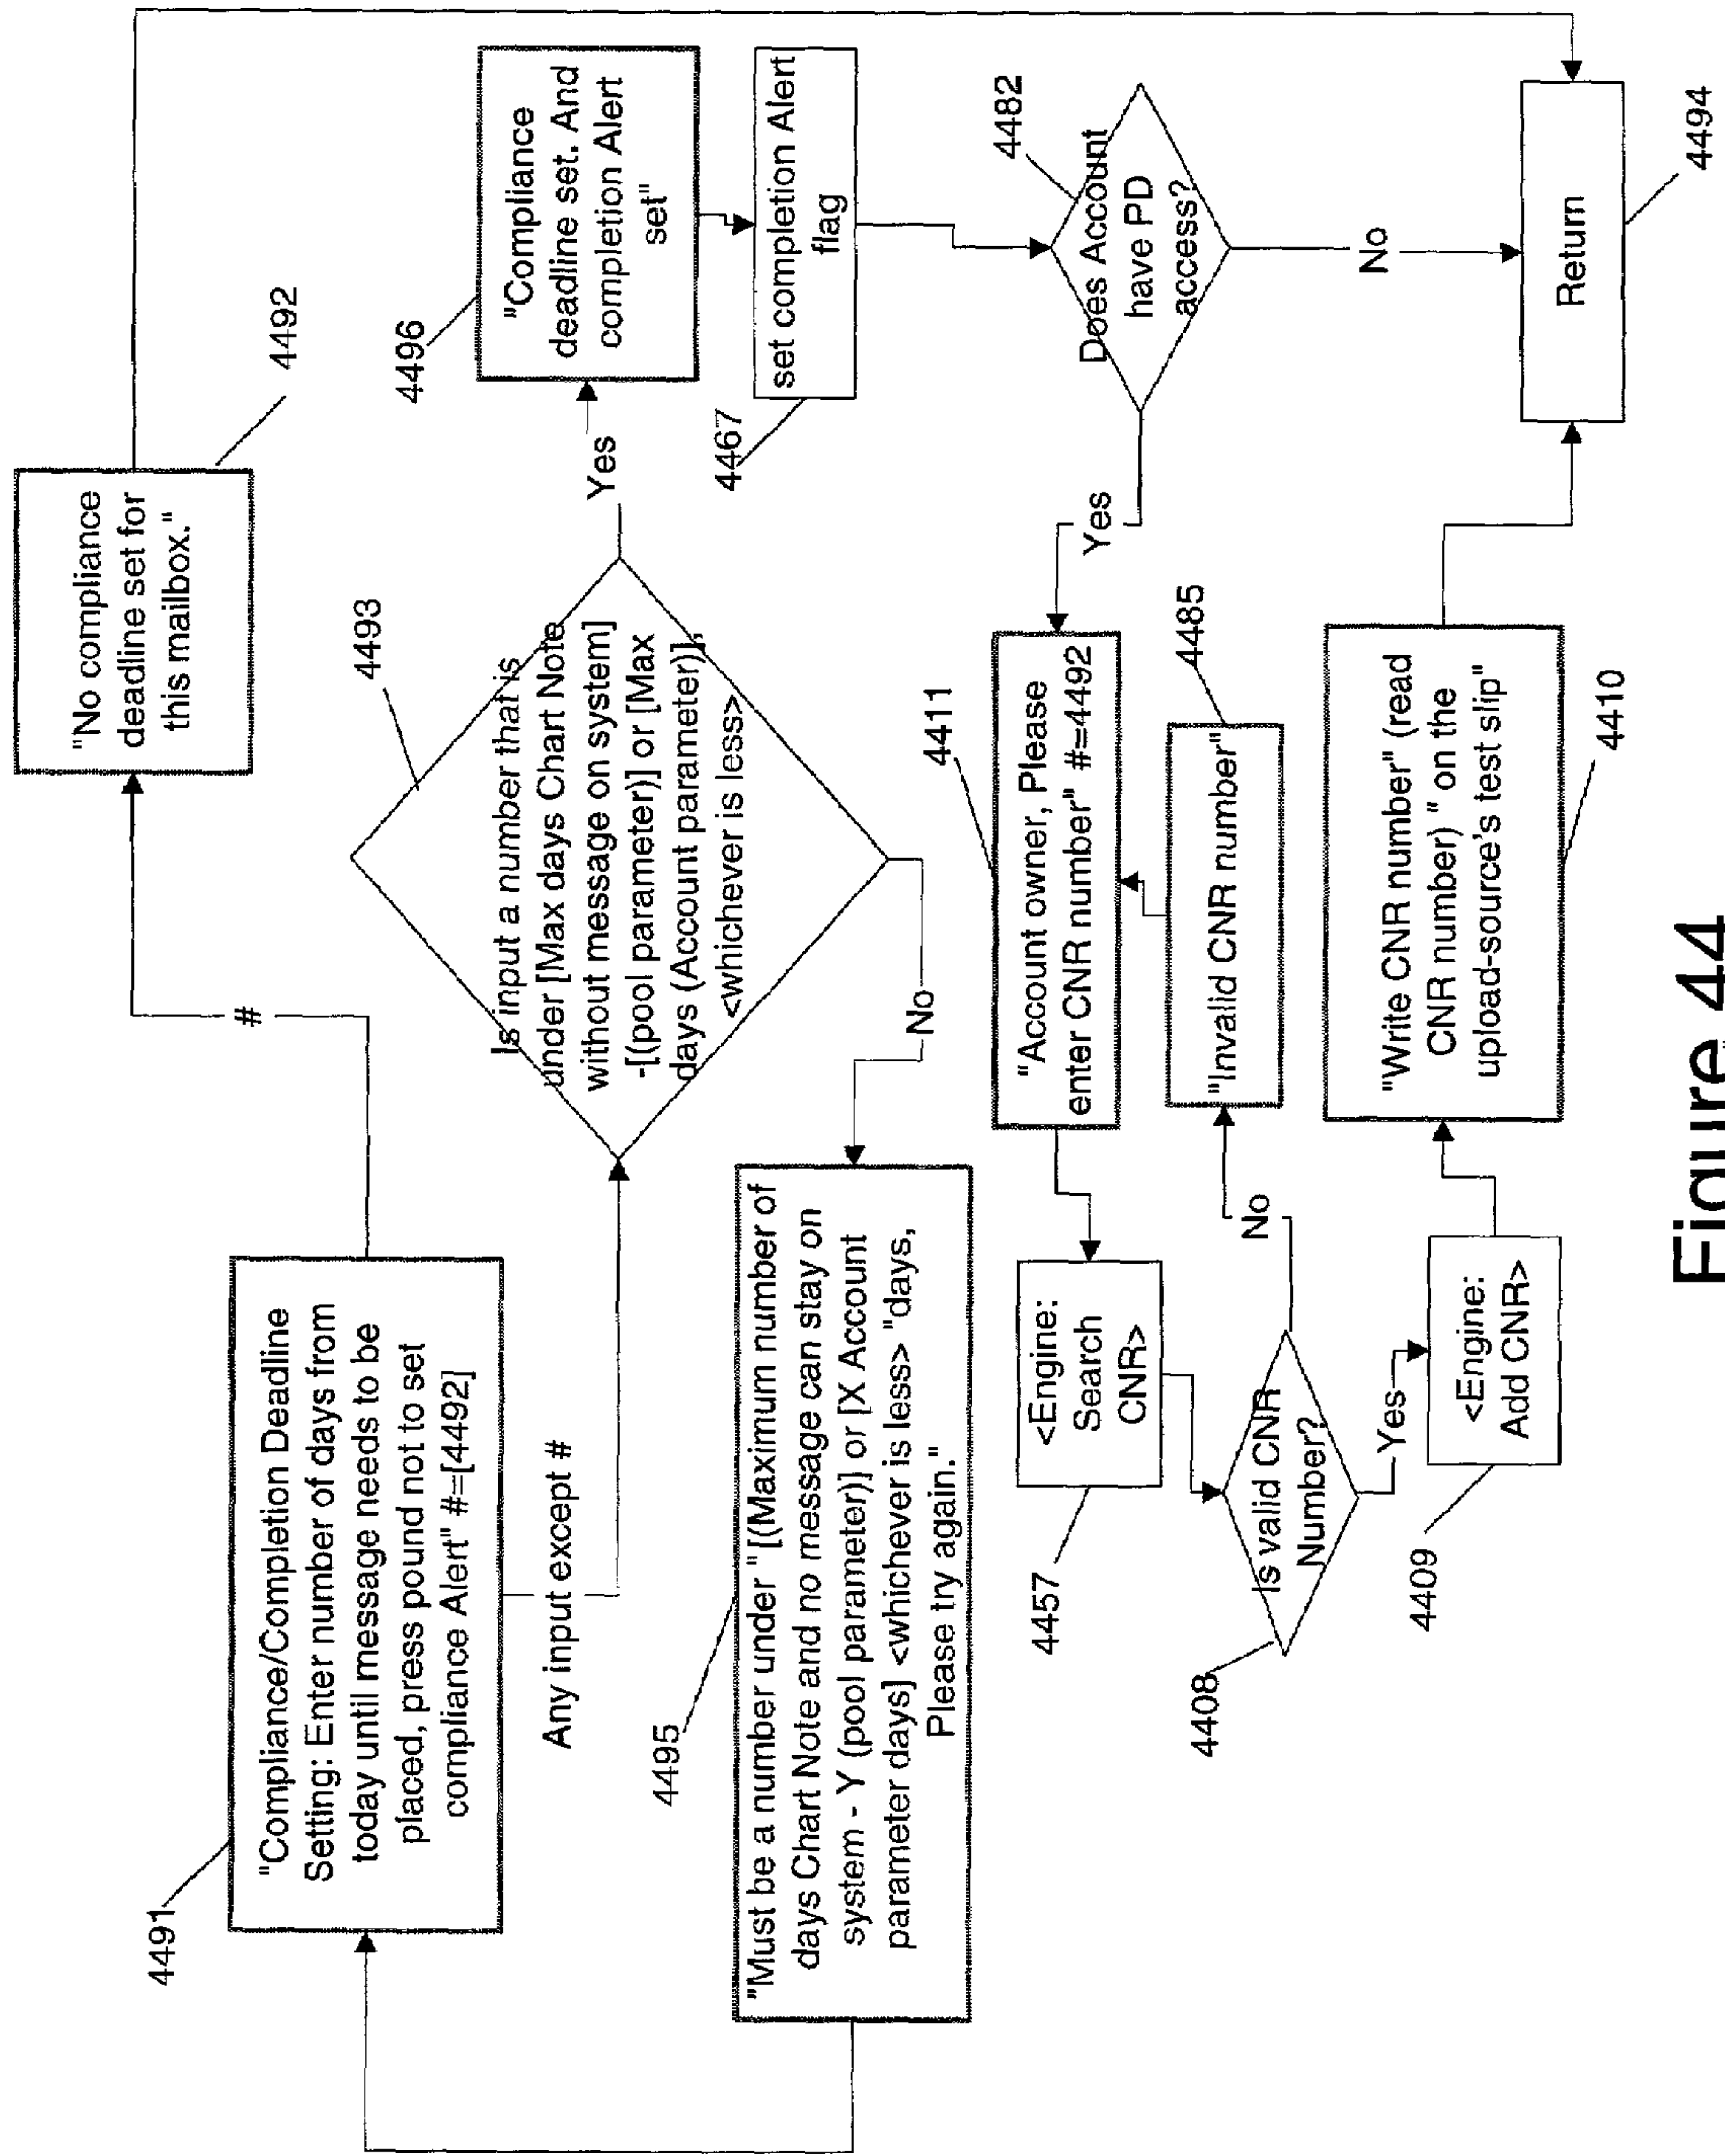 4491
"Compliance/Completion Deadline
Setting: Enter number of days from
today until message needs to be
placed, press pound not to set
compliance Alert" #=[4492]
#
"No compliance
deadline set for
this mailbox."
4492
Any input except #
4493
Is input a number that is
under [Max days Chart Note
without message on system]
-[(pool parameter)] or [Max
days (Account parameter)],
<whichever is less>
Yes
4496
"Compliance
deadline set. And
completion Alert
set"
No
4495
"Must be a number under " [(Maximum number of
days Chart Note and no message can stay on
system - Y (pool parameter)] or [X Account
parameter days] <whichever is less> "days,
Please try again."
4467
set completion Alert
flag
4482
Does Account
have PD
access?
Yes
No
4411
"Account owner, Please
enter CNR number" #=4492
4457
<Engine:
Search
CNR>
4408
Is valid CNR
Number?
No
4485
"Invalid CNR number"
Yes
4409
<Engine:
Add CNR>
"Write CNR number" (read
CNR number) " on the
upload-source's test slip"
4410
Return
4494
Figure 44